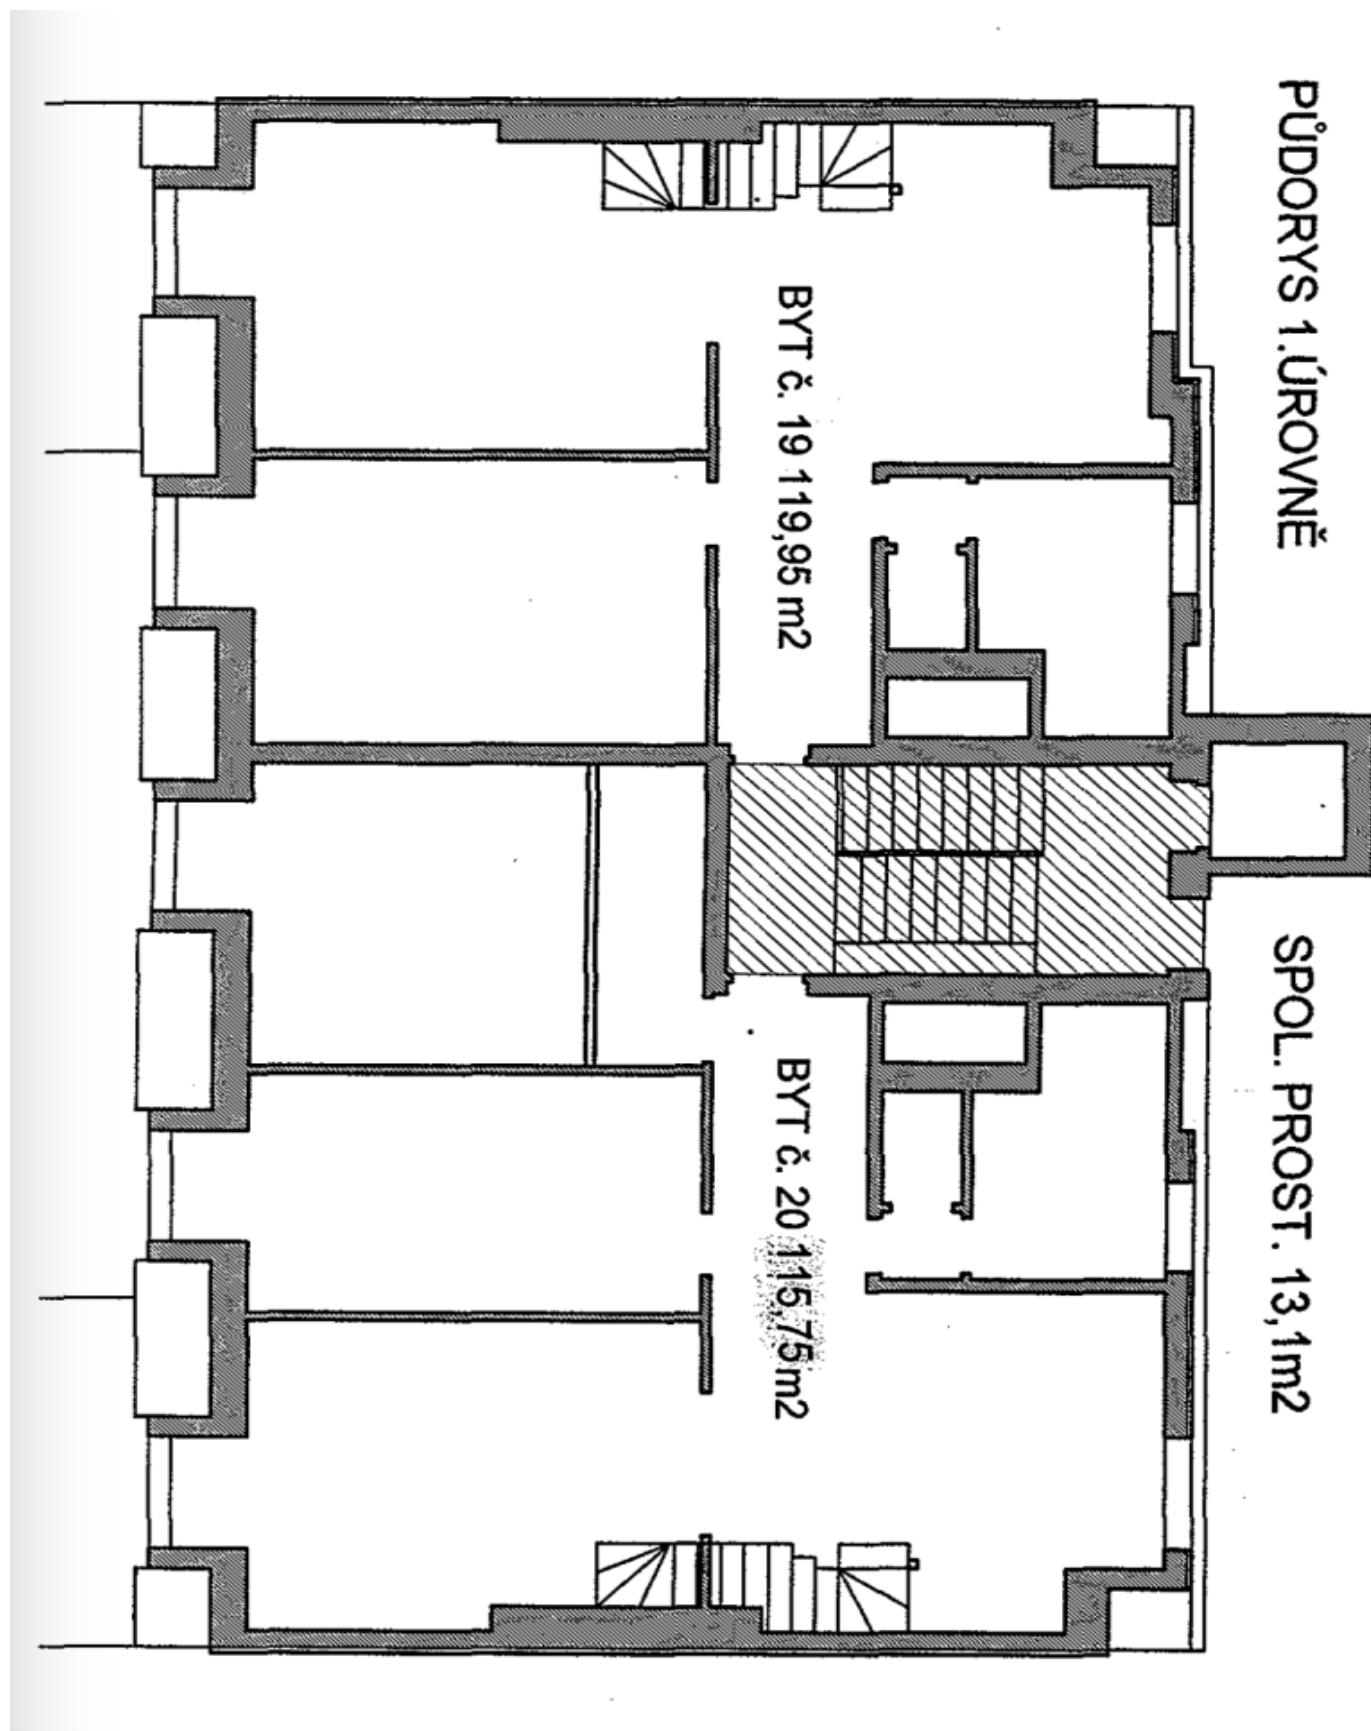 PŮDORYS 1.ÚROVNĚ
SPOL. PROST. 13,1m2
BYT č. 19 119,95 m2
BYT č. 20 115,75 m2